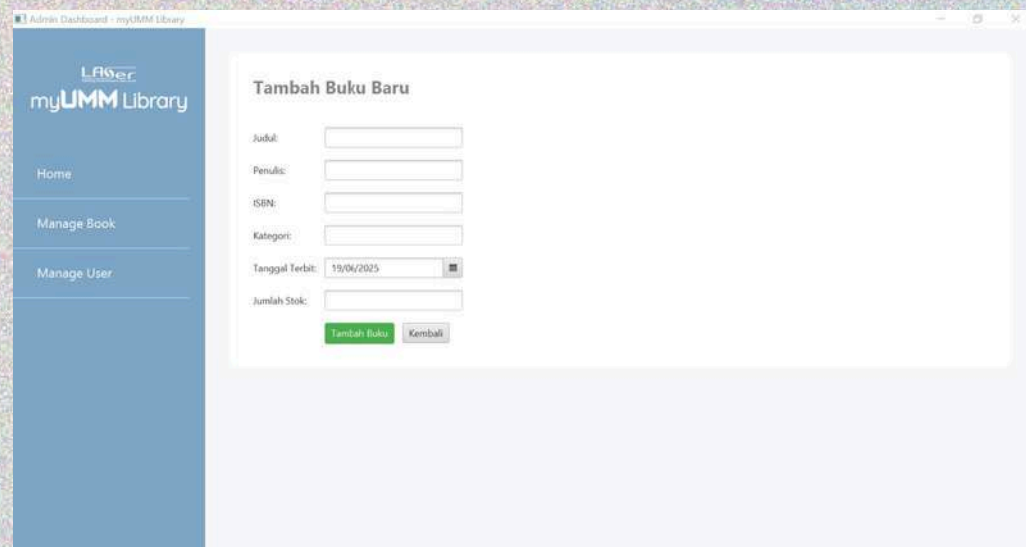 Admin Dashboard - myUMM Library
LASer
myUMM Library
Home
Manage Book
Manage User
Tambah Buku Baru
Judul:
Penulis:
ISBN:
Kategori:
Tanggal Terbit: 19/06/2025
Jumlah Stok:
Tambah Buku Kembali